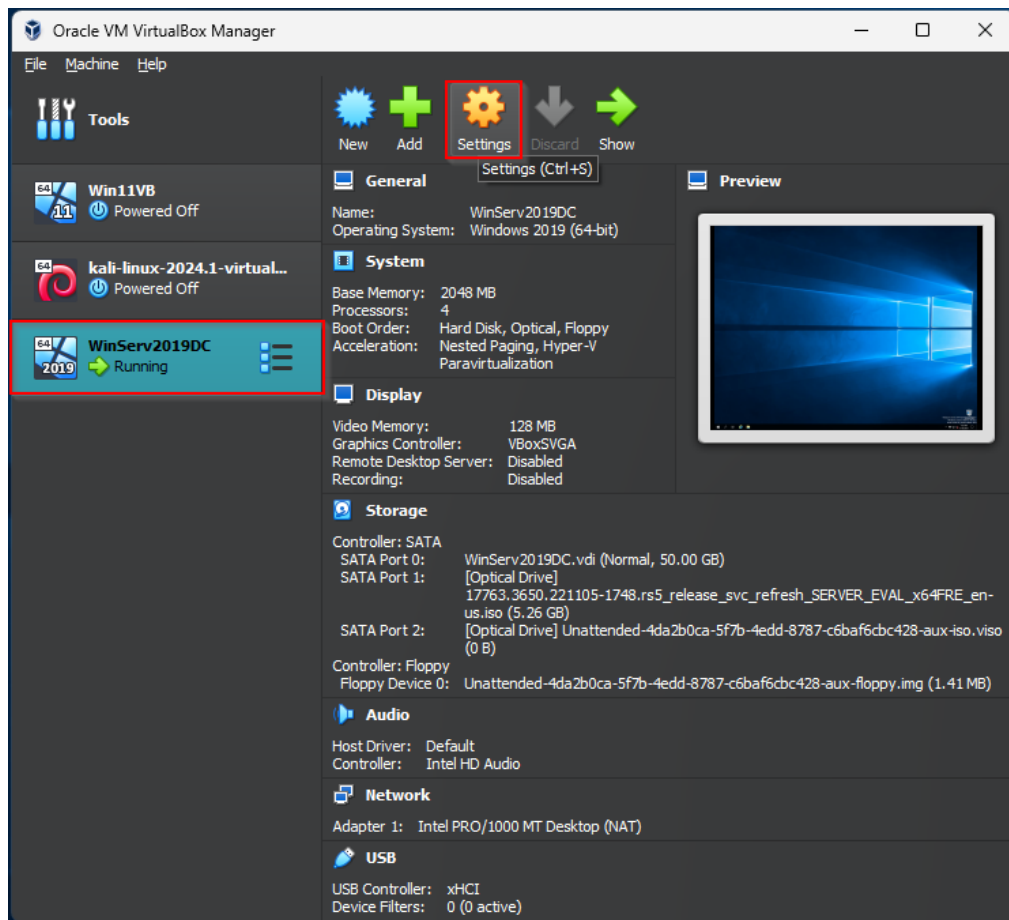 Oracle VM VirtualBox Manager
File Machine Help
Tools
New Add Settings Discard Show
Settings (Ctrl+S)
64
11
Win11VB
Powered Off
64
kali-linux-2024.1-virtual...
Powered Off
64
2019
WinServ2019DC
Running
General
Name: WinServ2019DC
Operating System: Windows 2019 (64-bit)
Preview
System
Base Memory: 2048 MB
Processors: 4
Boot Order: Hard Disk, Optical, Floppy
Acceleration: Nested Paging, Hyper-V
Paravirtualization
Display
Video Memory: 128 MB
Graphics Controller: VBoxSVGA
Remote Desktop Server: Disabled
Recording: Disabled
Storage
Controller: SATA
SATA Port 0: WinServ2019DC.vdi (Normal, 50.00 GB)
SATA Port 1: [Optical Drive]
17763.3650.221105-1748.rs5_release_svc_refresh_SERVER_EVAL_x64FRE_en-
us.iso (5.26 GB)
SATA Port 2: [Optical Drive] Unattended-4da2b0ca-5f7b-4edd-8787-c6baf6cbc428-aux-iso.viso
(0 B)
Controller: Floppy
Floppy Device 0: Unattended-4da2b0ca-5f7b-4edd-8787-c6baf6cbc428-aux-floppy.img (1.41 MB)
Audio
Host Driver: Default
Controller: Intel HD Audio
Network
Adapter 1: Intel PRO/1000 MT Desktop (NAT)
USB
USB Controller: xHCI
Device Filters: 0 (0 active)